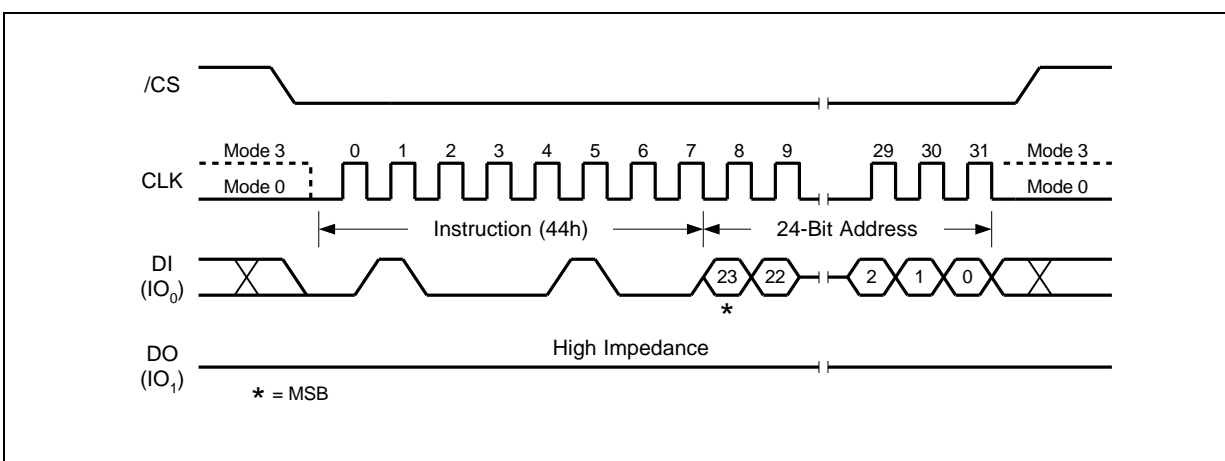 /CS
Mode 3 0 1 2 3 4 5 6 7 8 9 29 30 31 Mode 3
CLK
Mode 0 Mode 0
Instruction (44h) 24-Bit Address
DI
(IO0)
23 22 2 1 0
*
High Impedance
DO
(IO1)
* = MSB